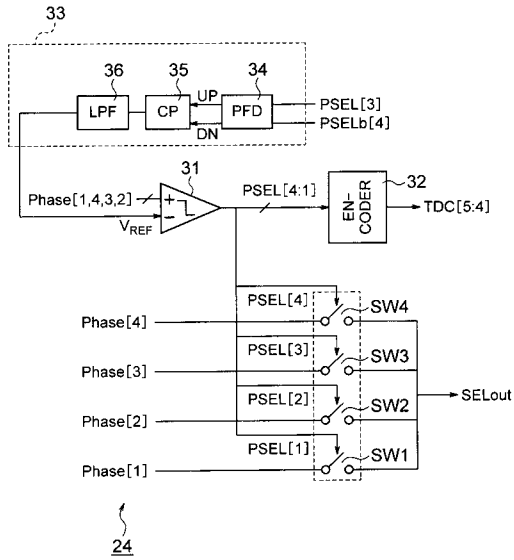 33
36
35
34
LPF
CP
UP
DN
PFD
PSEL[3]
PSELb[4]
31
Phase[1,4,3,2]
+
−
VREF
PSEL[4:1]
32
EN-
CODER
TDC[5:4]
PSEL[4]
SW4
Phase[4]
PSEL[3]
SW3
Phase[3]
PSEL[2]
SW2
Phase[2]
PSEL[1]
SW1
Phase[1]
SELout
24